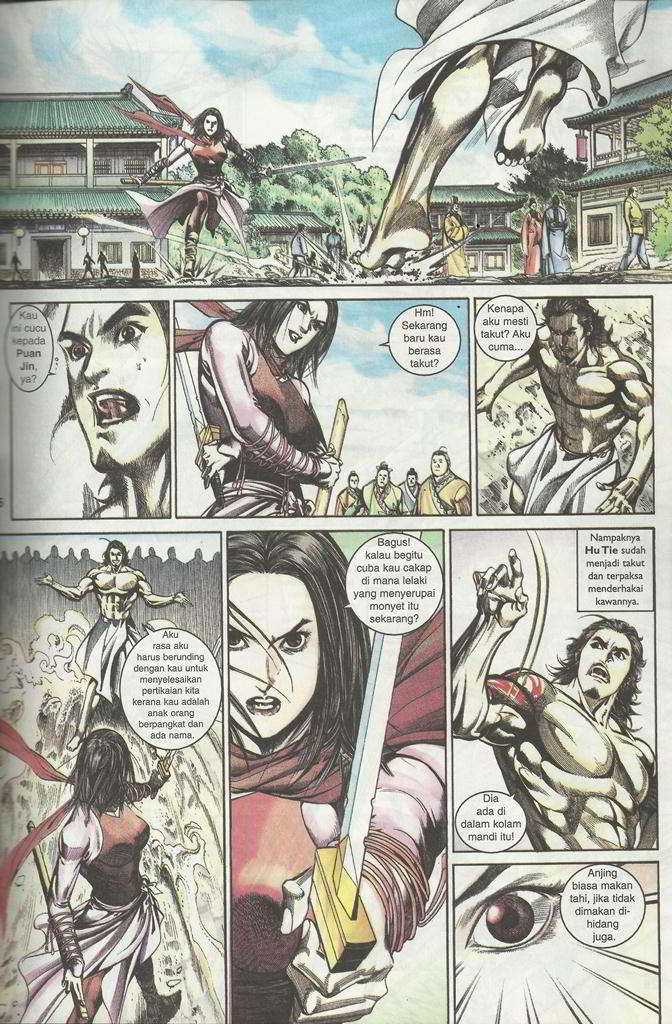 Kau
ini cucu
kepada
Puan
Jin,
ya?
Hm!
Sekarang
baru kau
berasa
takut?
Kenapa
aku mesti
takut? Aku
cuma...
Aku
rasa aku
harus berunding
dengan kau untuk
menyelesaikan
pertikaian kita
kerana kau adalah
anak orang
berpangkat dan
ada nama.
Bagus!
kalau begitu
cuba kau cakap
di mana lelaki
yang menyerupai
monyet itu
sekarang?
Nampaknya
Hu Tie sudah
menjadi takut
dan terpaksa
menderhakai
kawannya.
Dia
ada di
dalam kolam
mandi itu!
Anjing
biasa makan
tahi, jika tidak
dimakan di-
hidang
juga.